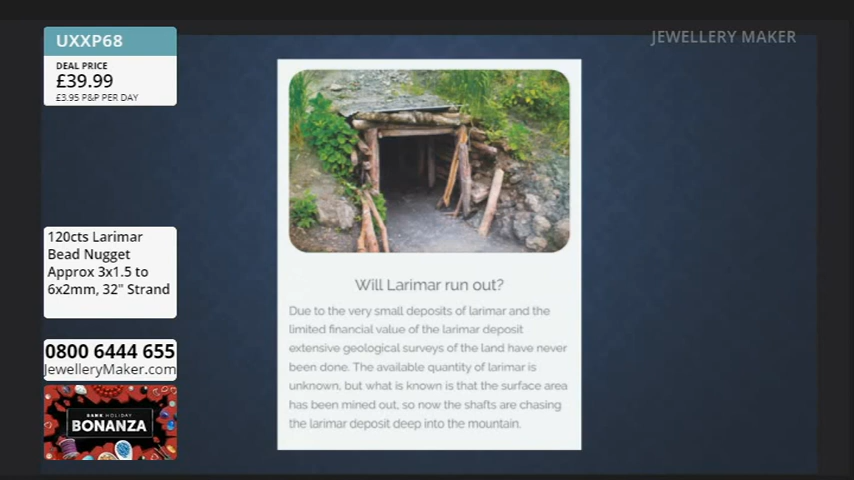 UXXP68
DEAL PRICE
£39.99
£3.95 P&P PER DAY
120cts Larimar
Bead Nugget
Approx 3x1.5 to
6x2mm, 32" Strand
0800 6444 655
JewelleryMaker.com
BANK HOLIDAY
BONANZA
JEWELLERY MAKER
Will Larimar run out?
Due to the very small deposits of larimar and the
limited financial value of the larimar deposit
extensive geological surveys of the land have never
been done. The available quantity of larimar is
unknown, but what is known is that the surface area
has been mined out, so now the shafts are chasing
the larimar deposit deep into the mountain.